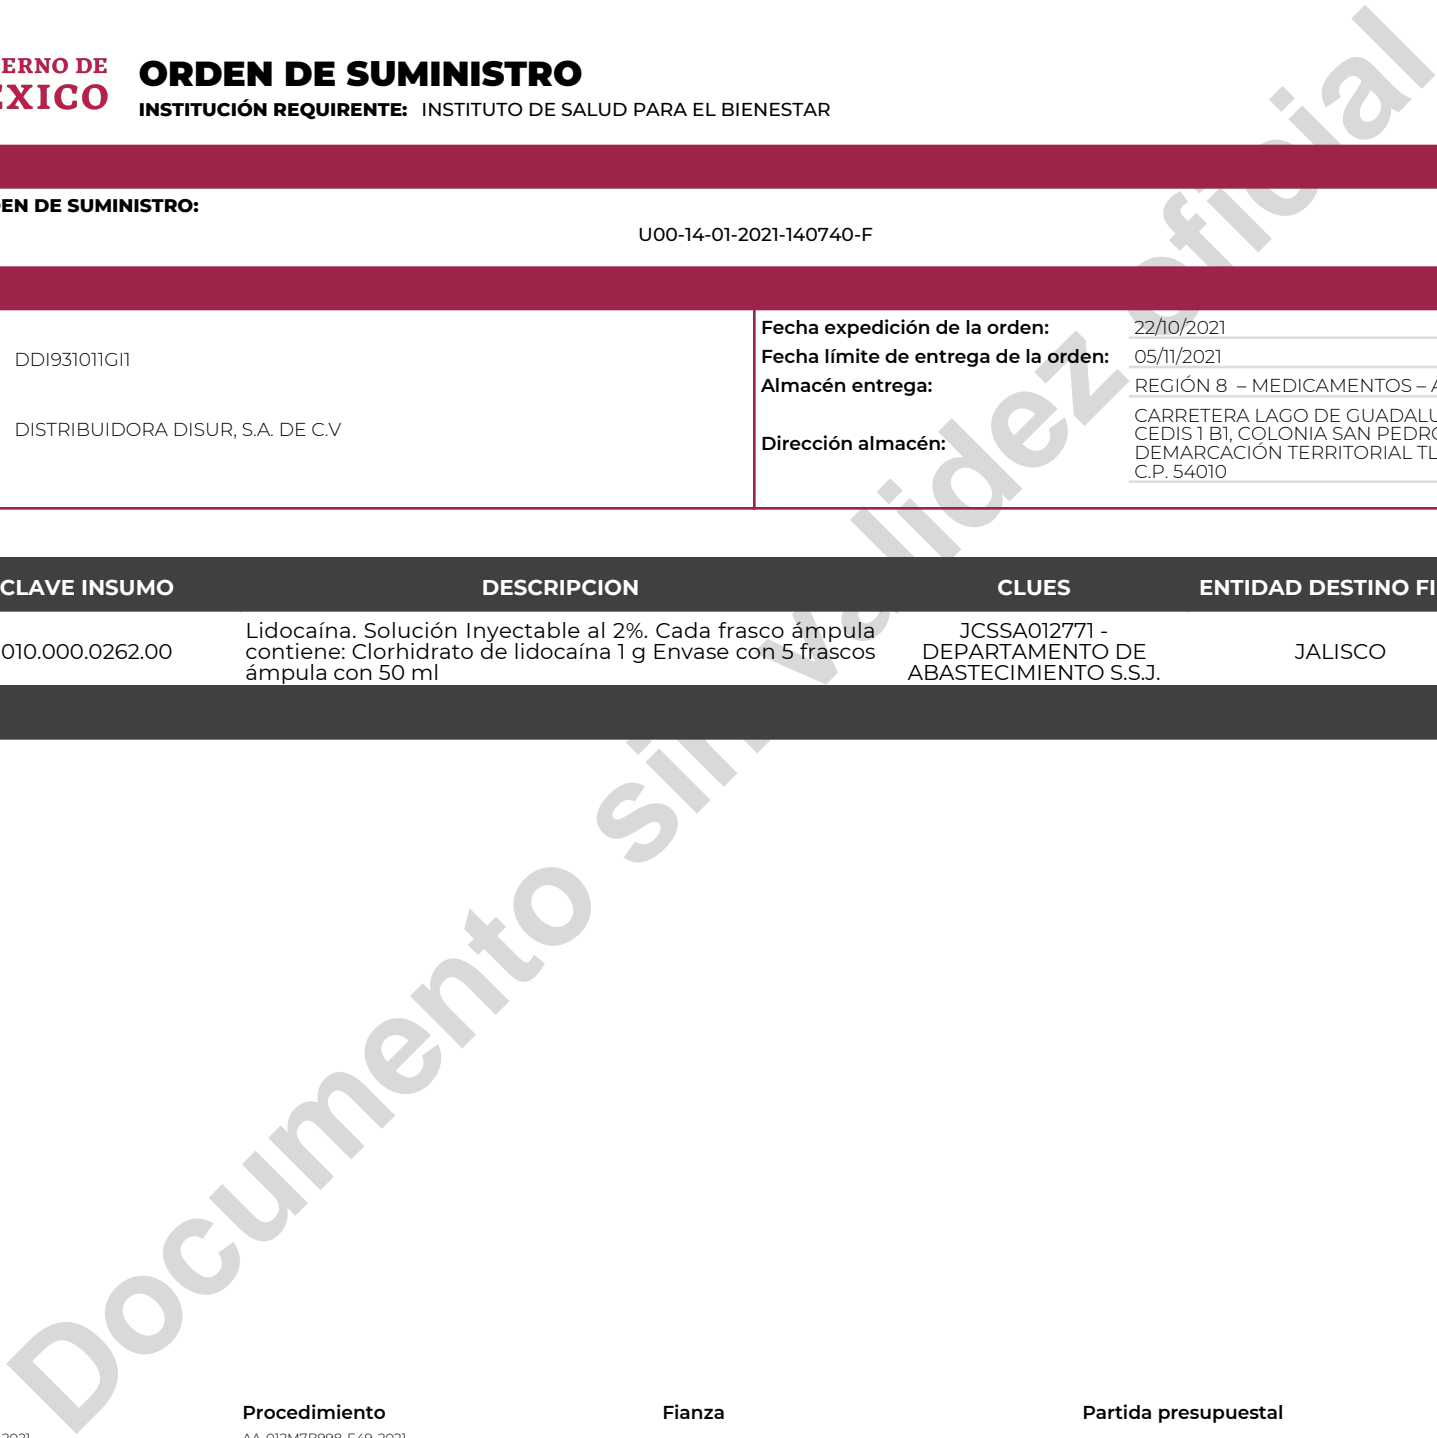 ERNO DE
EXICO
ORDEN DE SUMINISTRO
INSTITUCIÓN REQUIRENTE: INSTITUTO DE SALUD PARA EL BIENESTAR
EN DE SUMINISTRO:
U00-14-01-2021-140740-F
DDI931011GI1
DISTRIBUIDORA DISUR, S.A. DE C.V
Fecha expedición de la orden: 22/10/2021
Fecha límite de entrega de la orden: 05/11/2021
Almacén entrega: REGIÓN 8 – MEDICAMENTOS – A
Dirección almacén:
CARRETERA LAGO DE GUADALU
CEDIS 1 B1, COLONIA SAN PEDRO
DEMARCACIÓN TERRITORIAL TL
C.P. 54010
CLAVE INSUMO DESCRIPCION CLUES ENTIDAD DESTINO FI
010.000.0262.00
Lidocaína. Solución Inyectable al 2%. Cada frasco ámpula
contiene: Clorhidrato de lidocaína 1 g Envase con 5 frascos
ámpula con 50 ml
JCSSA012771 -
DEPARTAMENTO DE
ABASTECIMIENTO S.S.J.
JALISCO
Documento sin validez oficial
Procedimiento Fianza Partida presupuestal